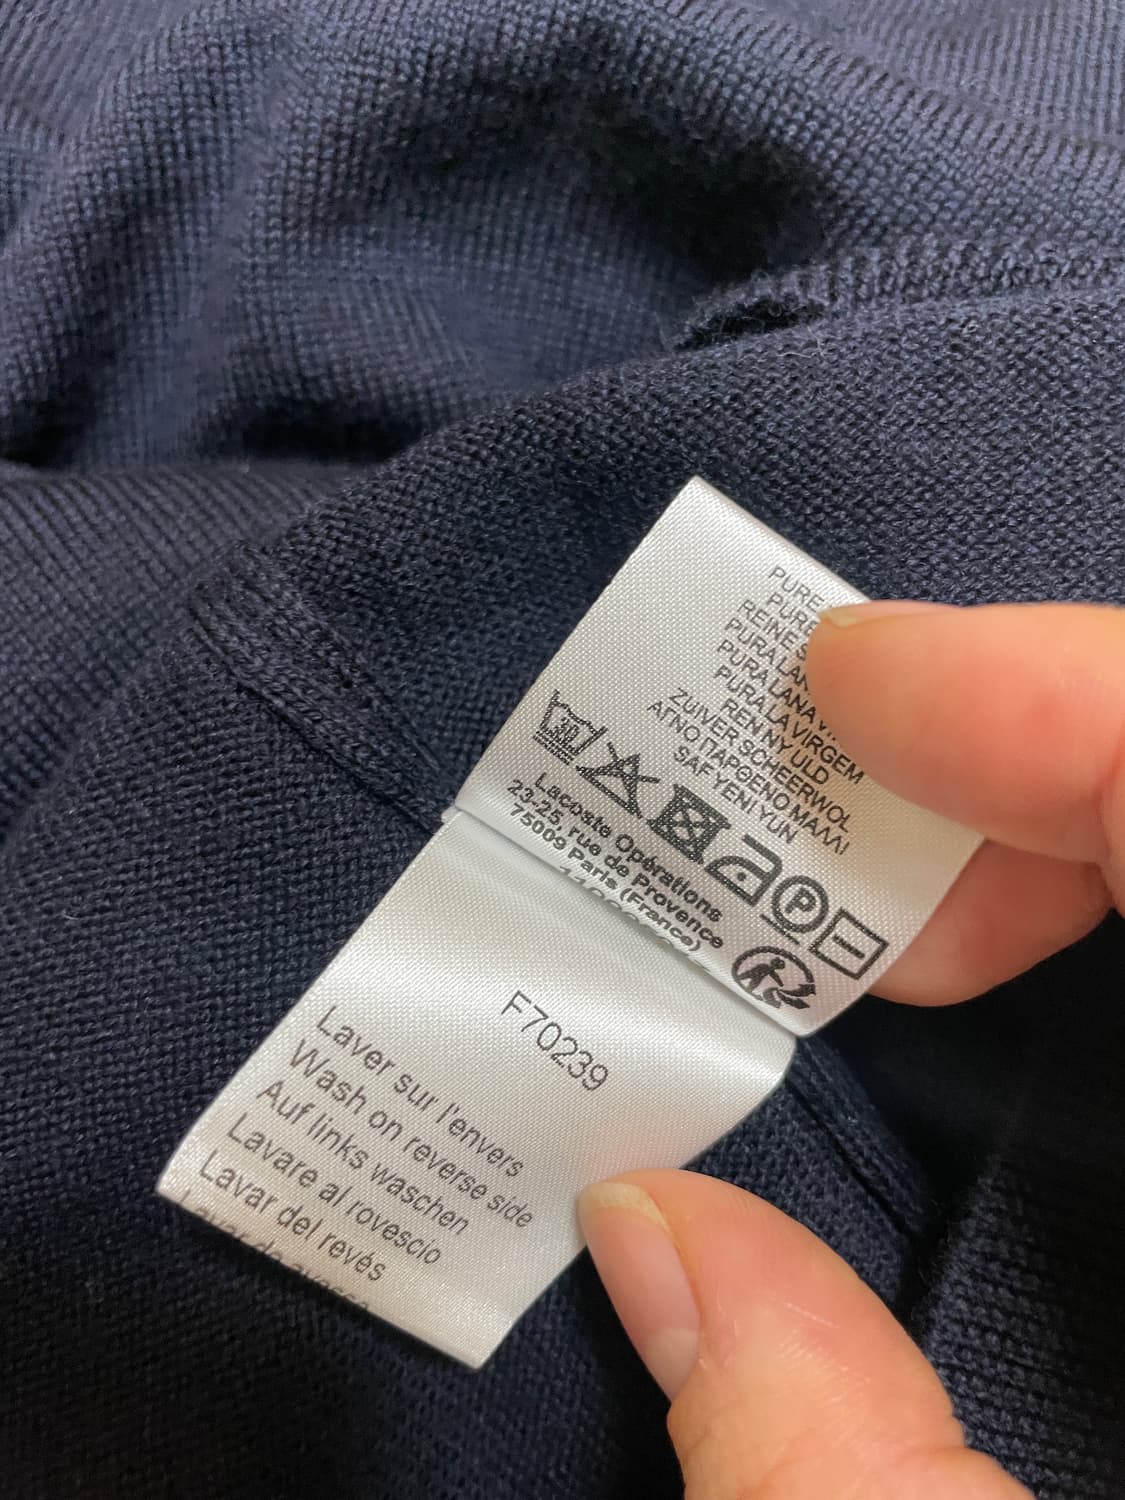 PURE
PURE
REINE
PURA LAN
PURA LANA
PURA LA VIRGEM
REN NY ULD
ZUIVER SCHEERWOL
ΑΓΝΟ ΠΑΡΘΕΝΟ ΜΑΛΛΙ
SAF YENI YUN
30
P
Lacoste Opérations
23-25, rue de Provence
75009 Paris (France)
F70239
Laver sur l'envers
Wash on reverse side
Auf links waschen
Lavare al rovescio
Lavar del revés